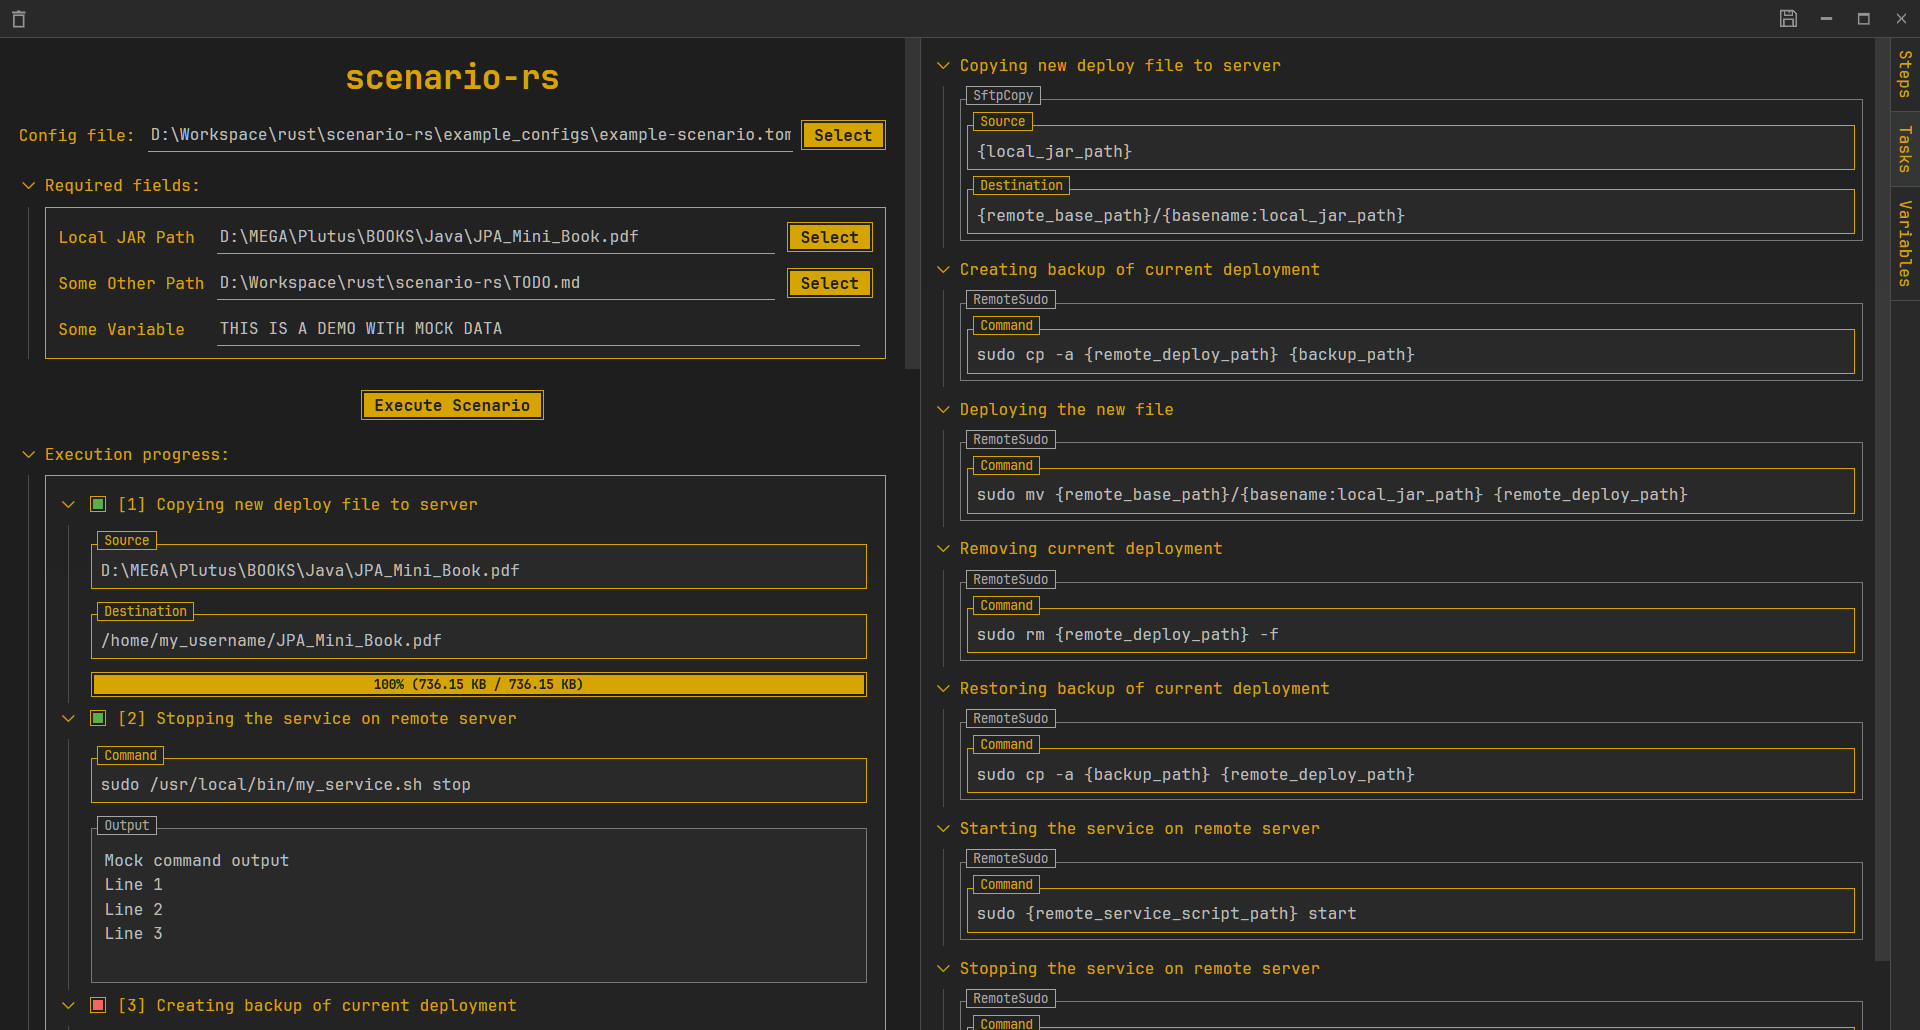 scenario-rs
Config file: D:\Workspace\rust\scenario-rs\example_configs\example-scenario.tom Select
Required fields:
Local JAR Path D:\MEGA\Plutus\BOOKS\Java\JPA_Mini_Book.pdf Select
Some Other Path D:\Workspace\rust\scenario-rs\TODO.md Select
Some Variable THIS IS A DEMO WITH MOCK DATA
Execute Scenario
Execution progress:
[1] Copying new deploy file to server
Source
D:\MEGA\Plutus\BOOKS\Java\JPA_Mini_Book.pdf
Destination
/home/my_username/JPA_Mini_Book.pdf
100% (736.15 KB / 736.15 KB)
[2] Stopping the service on remote server
Command
sudo /usr/local/bin/my_service.sh stop
Output
Mock command output
Line 1
Line 2
Line 3
[3] Creating backup of current deployment
Copying new deploy file to server
SftpCopy
Source
{local_jar_path}
Destination
{remote_base_path}/{basename:local_jar_path}
Creating backup of current deployment
RemoteSudo
Command
sudo cp -a {remote_deploy_path} {backup_path}
Deploying the new file
RemoteSudo
Command
sudo mv {remote_base_path}/{basename:local_jar_path} {remote_deploy_path}
Removing current deployment
RemoteSudo
Command
sudo rm {remote_deploy_path} -f
Restoring backup of current deployment
RemoteSudo
Command
sudo cp -a {backup_path} {remote_deploy_path}
Starting the service on remote server
RemoteSudo
Command
sudo {remote_service_script_path} start
Stopping the service on remote server
RemoteSudo
Command
Steps
Tasks
Variables